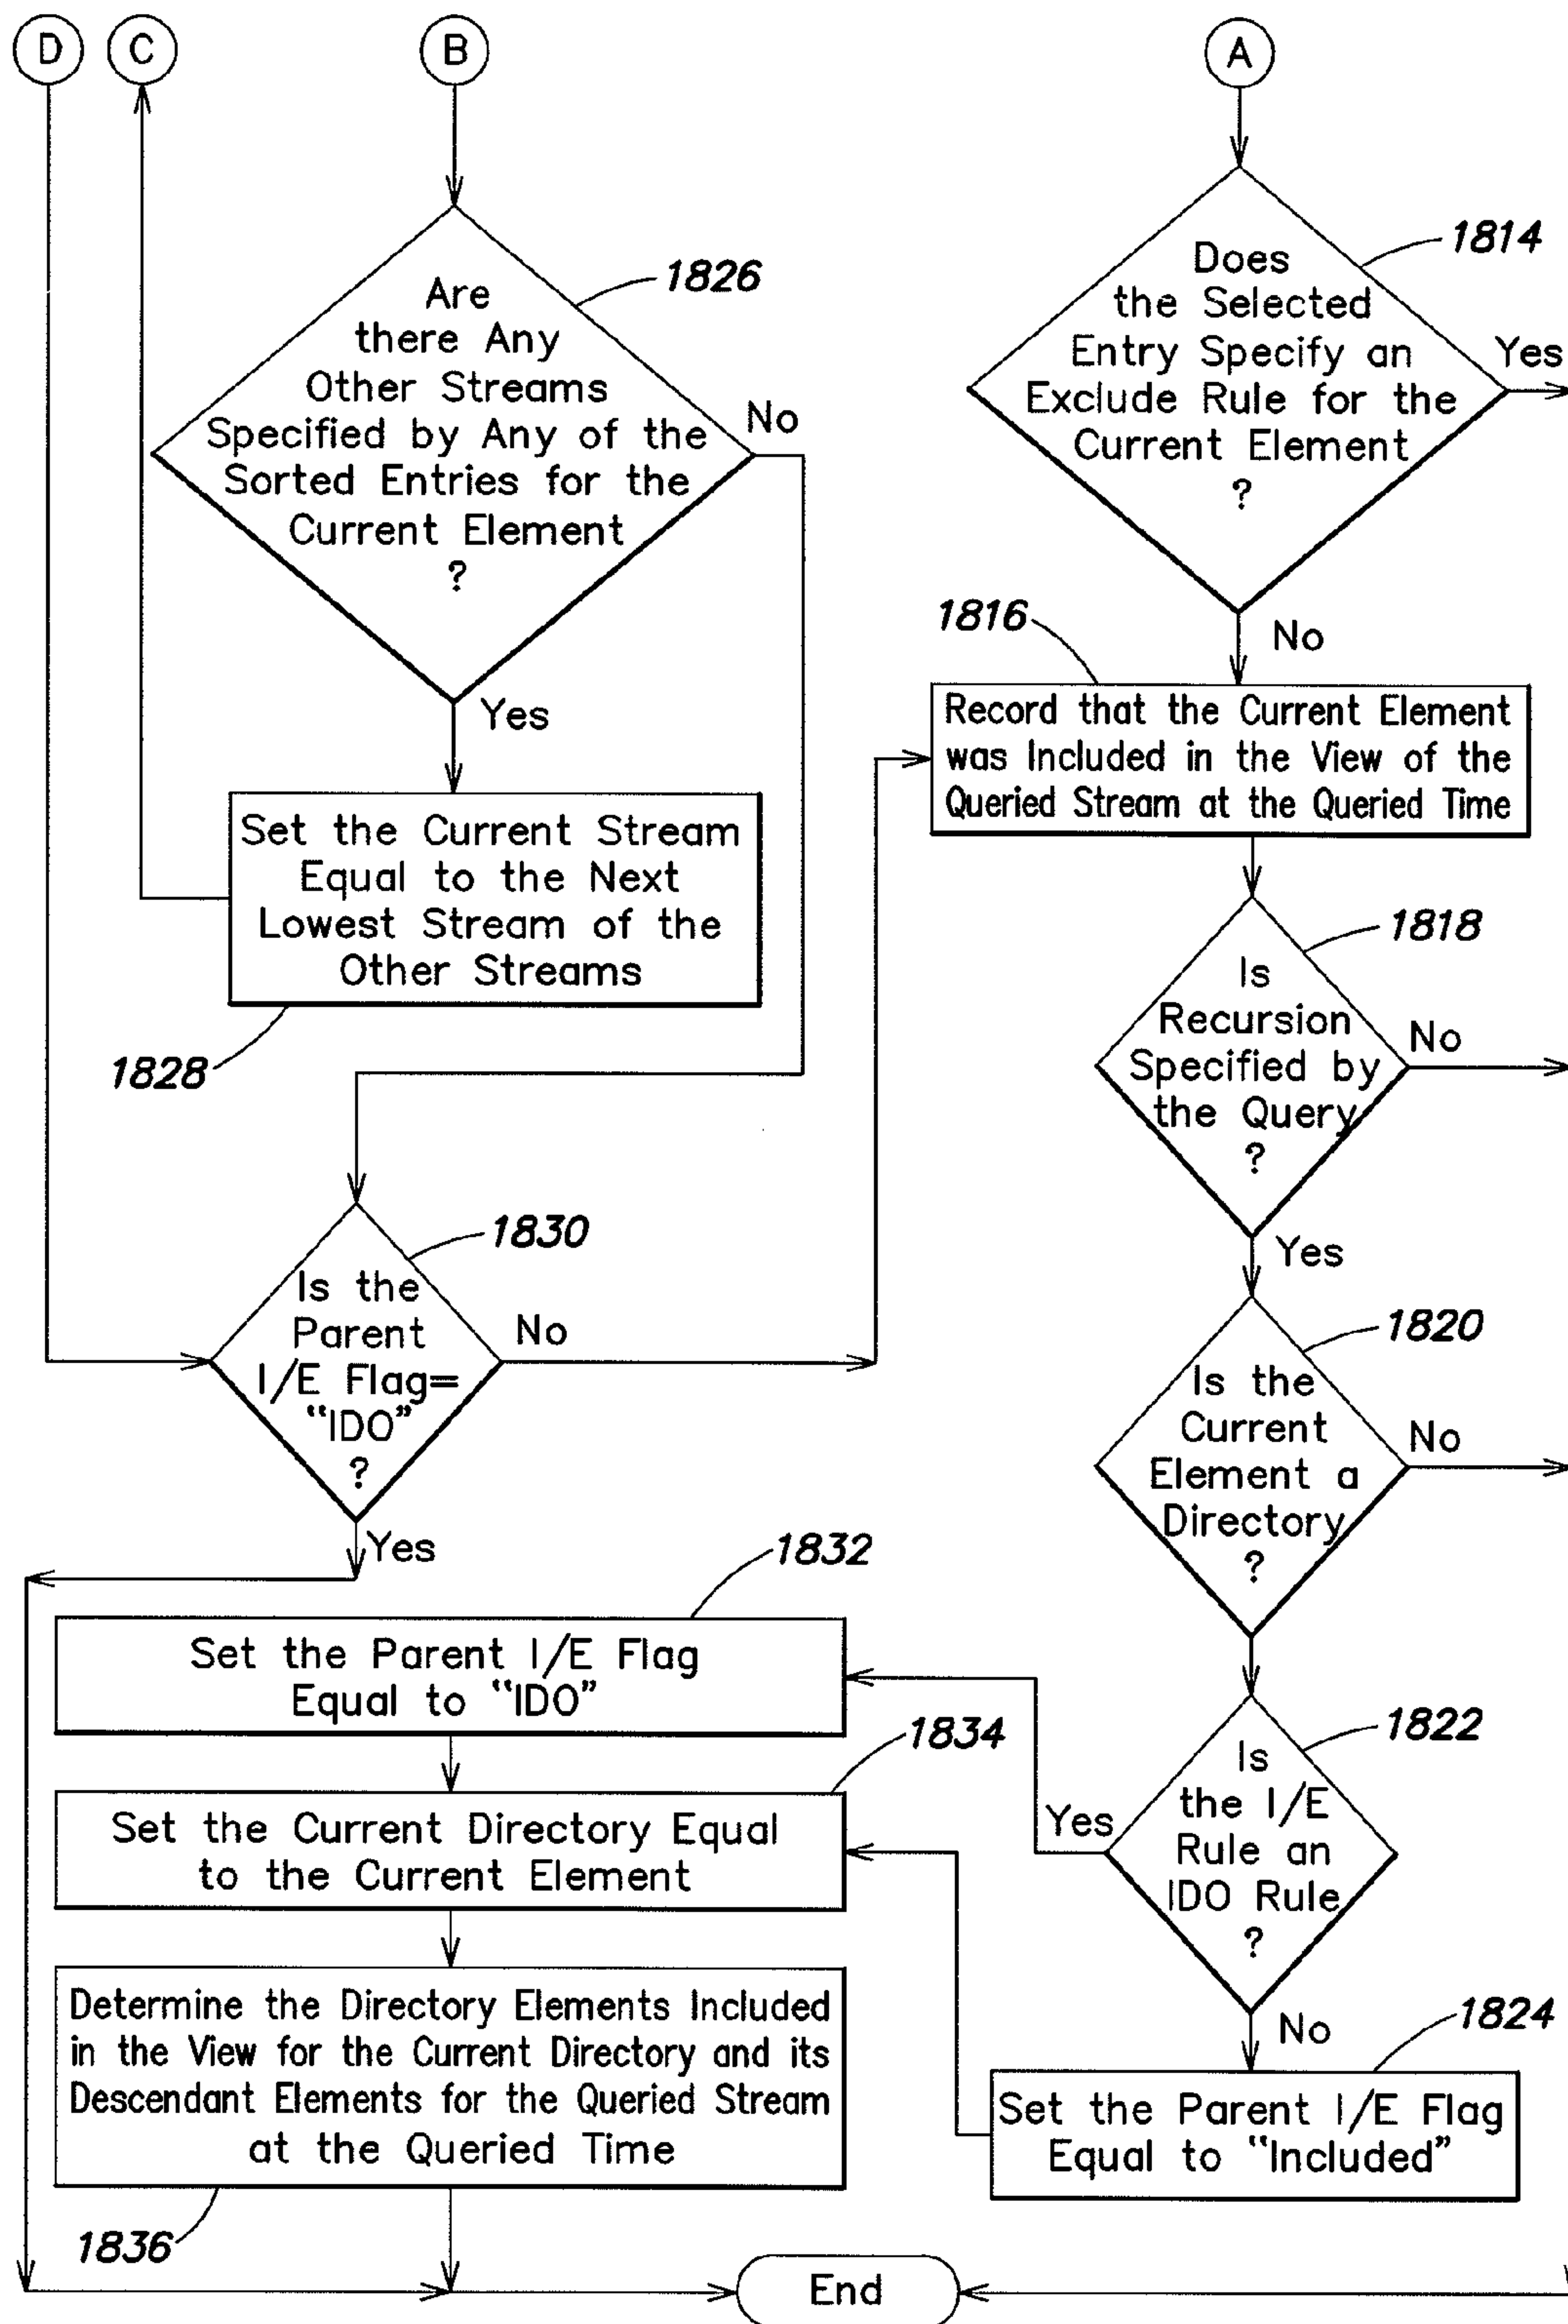 D
C
B
A
1826
Are
there Any
Other Streams
Specified by Any of the
Sorted Entries for the
Current Element
?
No
Yes
Set the Current Stream
Equal to the Next
Lowest Stream of the
Other Streams
1828
1830
Is the
Parent
I/E Flag=
“IDO”
?
No
Yes
1814
Does
the Selected
Entry Specify an
Exclude Rule for the
Current Element
?
Yes
No
1816
Record that the Current Element
was Included in the View of the
Queried Stream at the Queried Time
1818
Is
Recursion
Specified by
the Query
?
No
Yes
1820
Is the
Current
Element a
Directory
?
No
1822
Is
the I/E
Rule an
IDO Rule
?
Yes
No
1824
Set the Parent I/E Flag
Equal to “Included”
1832
Set the Parent I/E Flag
Equal to “IDO”
1834
Set the Current Directory Equal
to the Current Element
Determine the Directory Elements Included
in the View for the Current Directory and its
Descendant Elements for the Queried Stream
at the Queried Time
1836
End